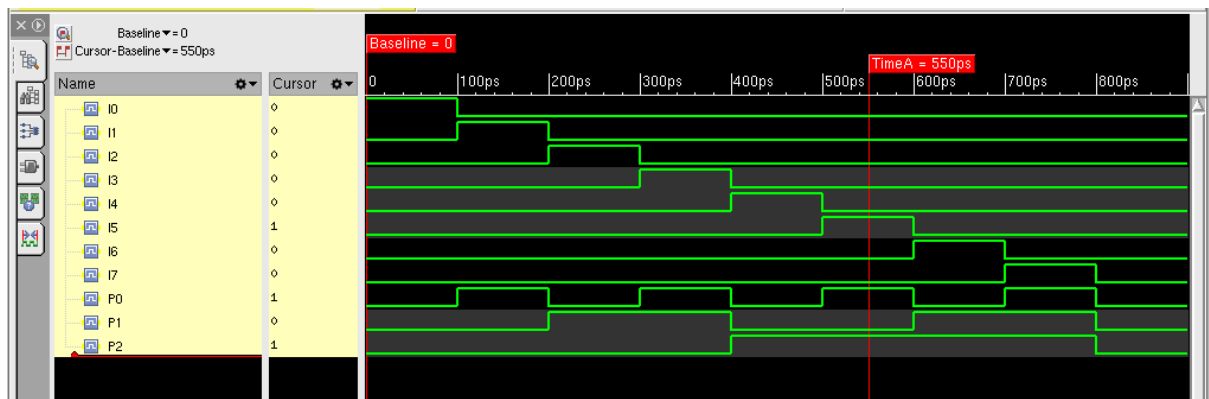 Baseline▼= 0
Cursor-Baseline▼= 550ps
Baseline = 0
TimeA = 550ps
Name Cursor 0 100ps 200ps 300ps 400ps 500ps 600ps 700ps 800ps
I0 0
I1 0
I2 0
I3 0
I4 0
I5 1
I6 0
I7 0
P0 1
P1 0
P2 1